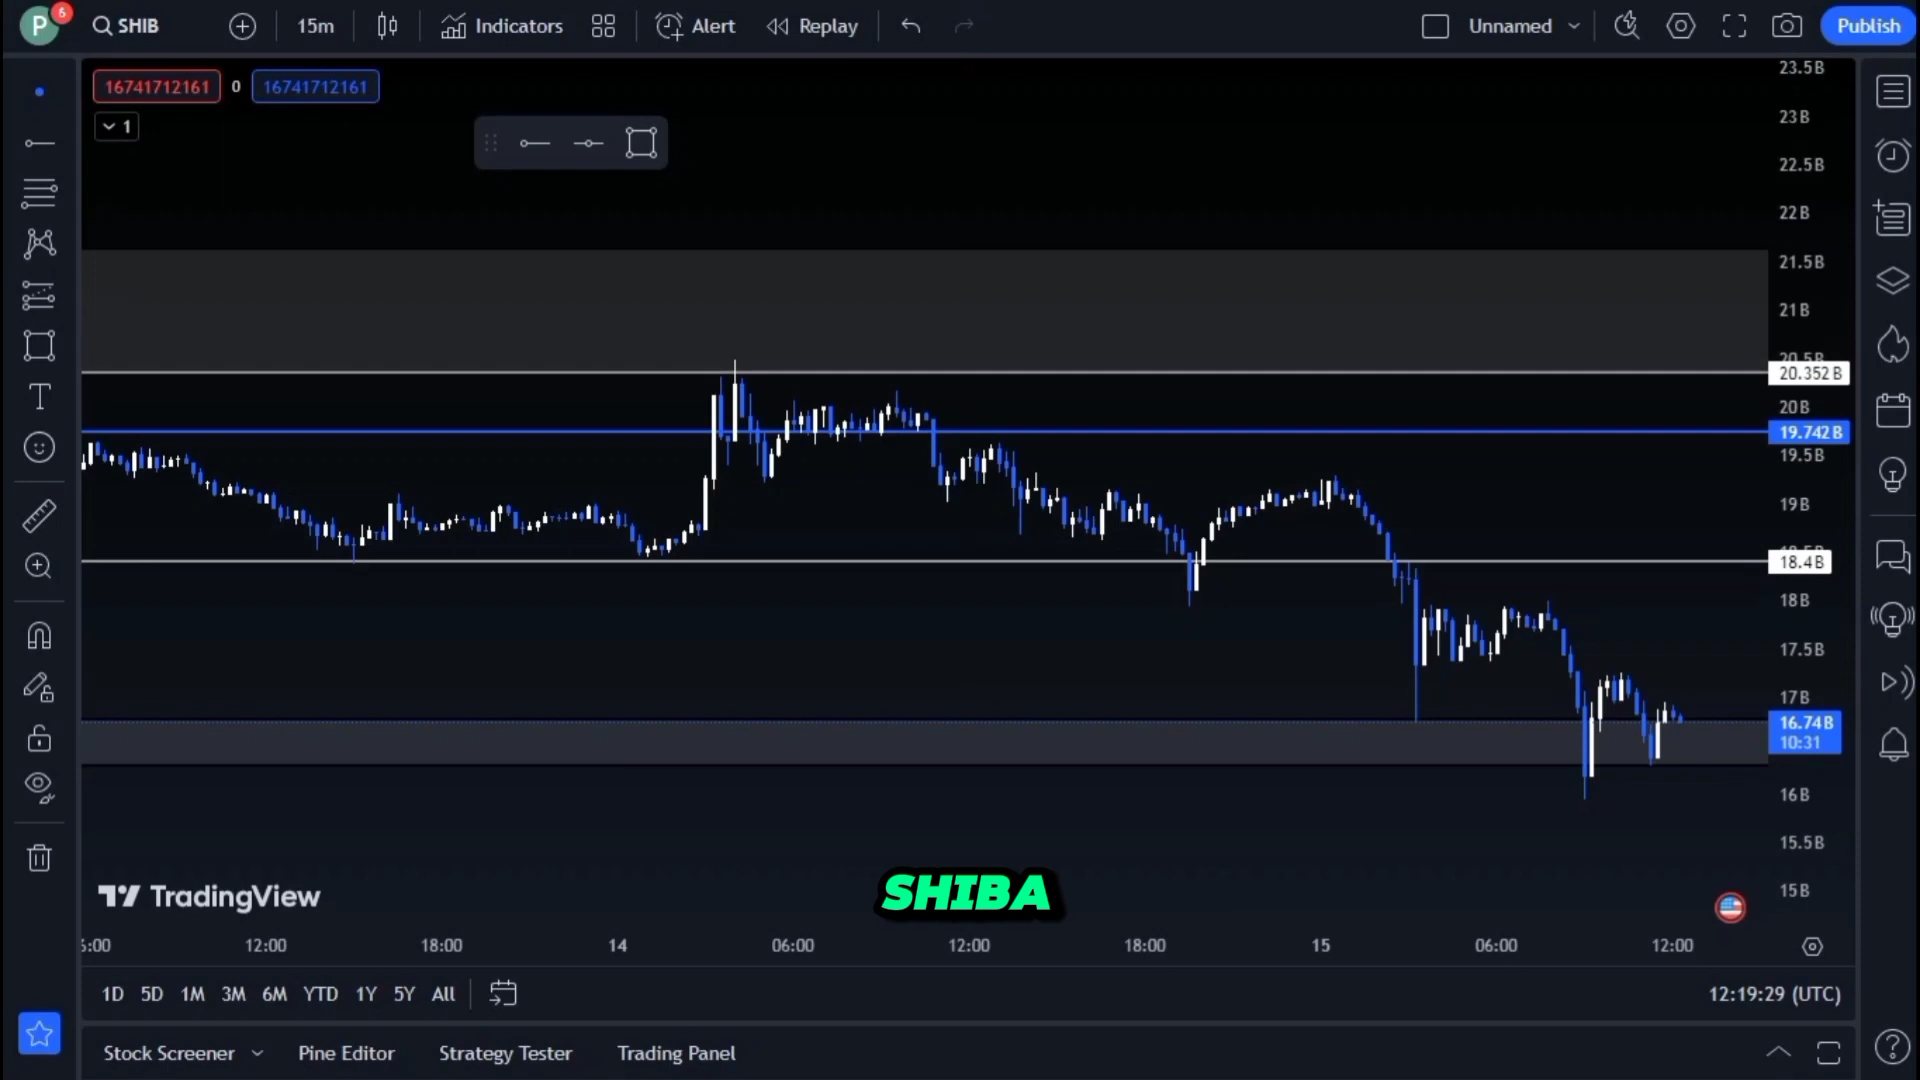 P 6 SHIB 15m Indicators Alert Replay Unnamed Publish
16741712161 0 16741712161
1
23.5B
23B
22.5B
22B
21.5B
21B
20.5B
20.352B
20B
19.742B
19.5B
19B
18.4B
18B
17.5B
17B
16.74B
10:31
16B
15.5B
15B
TradingView
SHIBA
12:00 18:00 14 06:00 12:00 18:00 15 06:00 12:00
1D 5D 1M 3M 6M YTD 1Y 5Y All 12:19:29 (UTC)
Stock Screener Pine Editor Strategy Tester Trading Panel